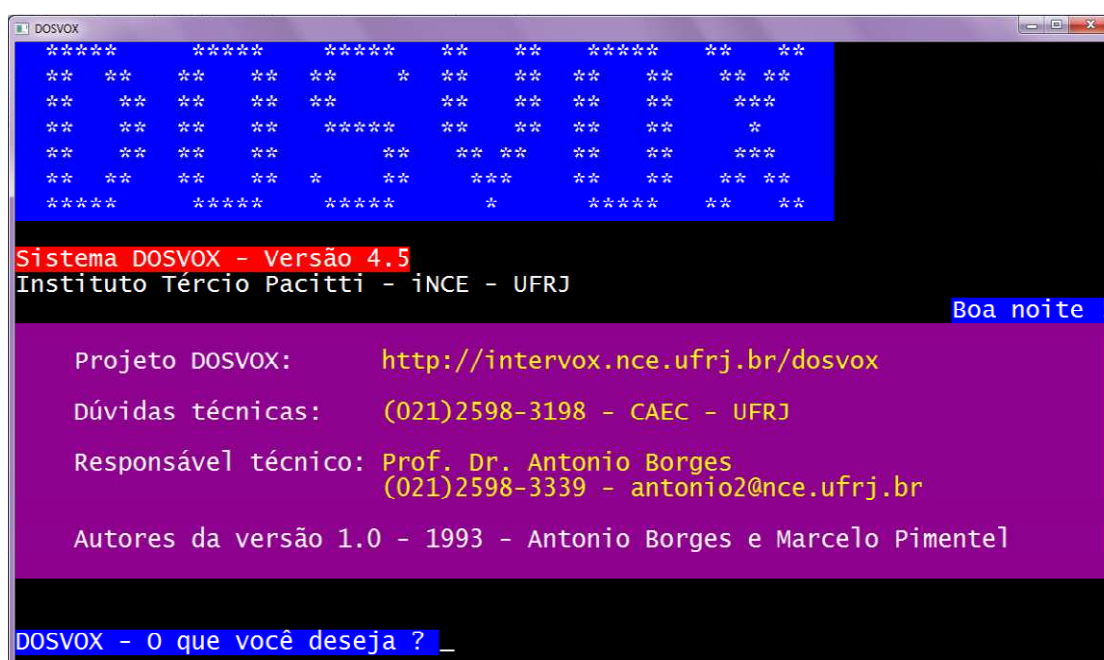 DOSVOX
DOSVOX
Sistema DOSVOX - Versão 4.5
Instituto Tércio Pacitti - iNCE - UFRJ
Boa noite
Projeto DOSVOX: http://intervox.nce.ufrj.br/dosvox
Dúvidas técnicas: (021)2598-3198 - CAEC - UFRJ
Responsável técnico: Prof. Dr. Antonio Borges
(021)2598-3339 - antonio2@nce.ufrj.br
Autores da versão 1.0 - 1993 - Antonio Borges e Marcelo Pimentel
DOSVOX - O que você deseja ? _